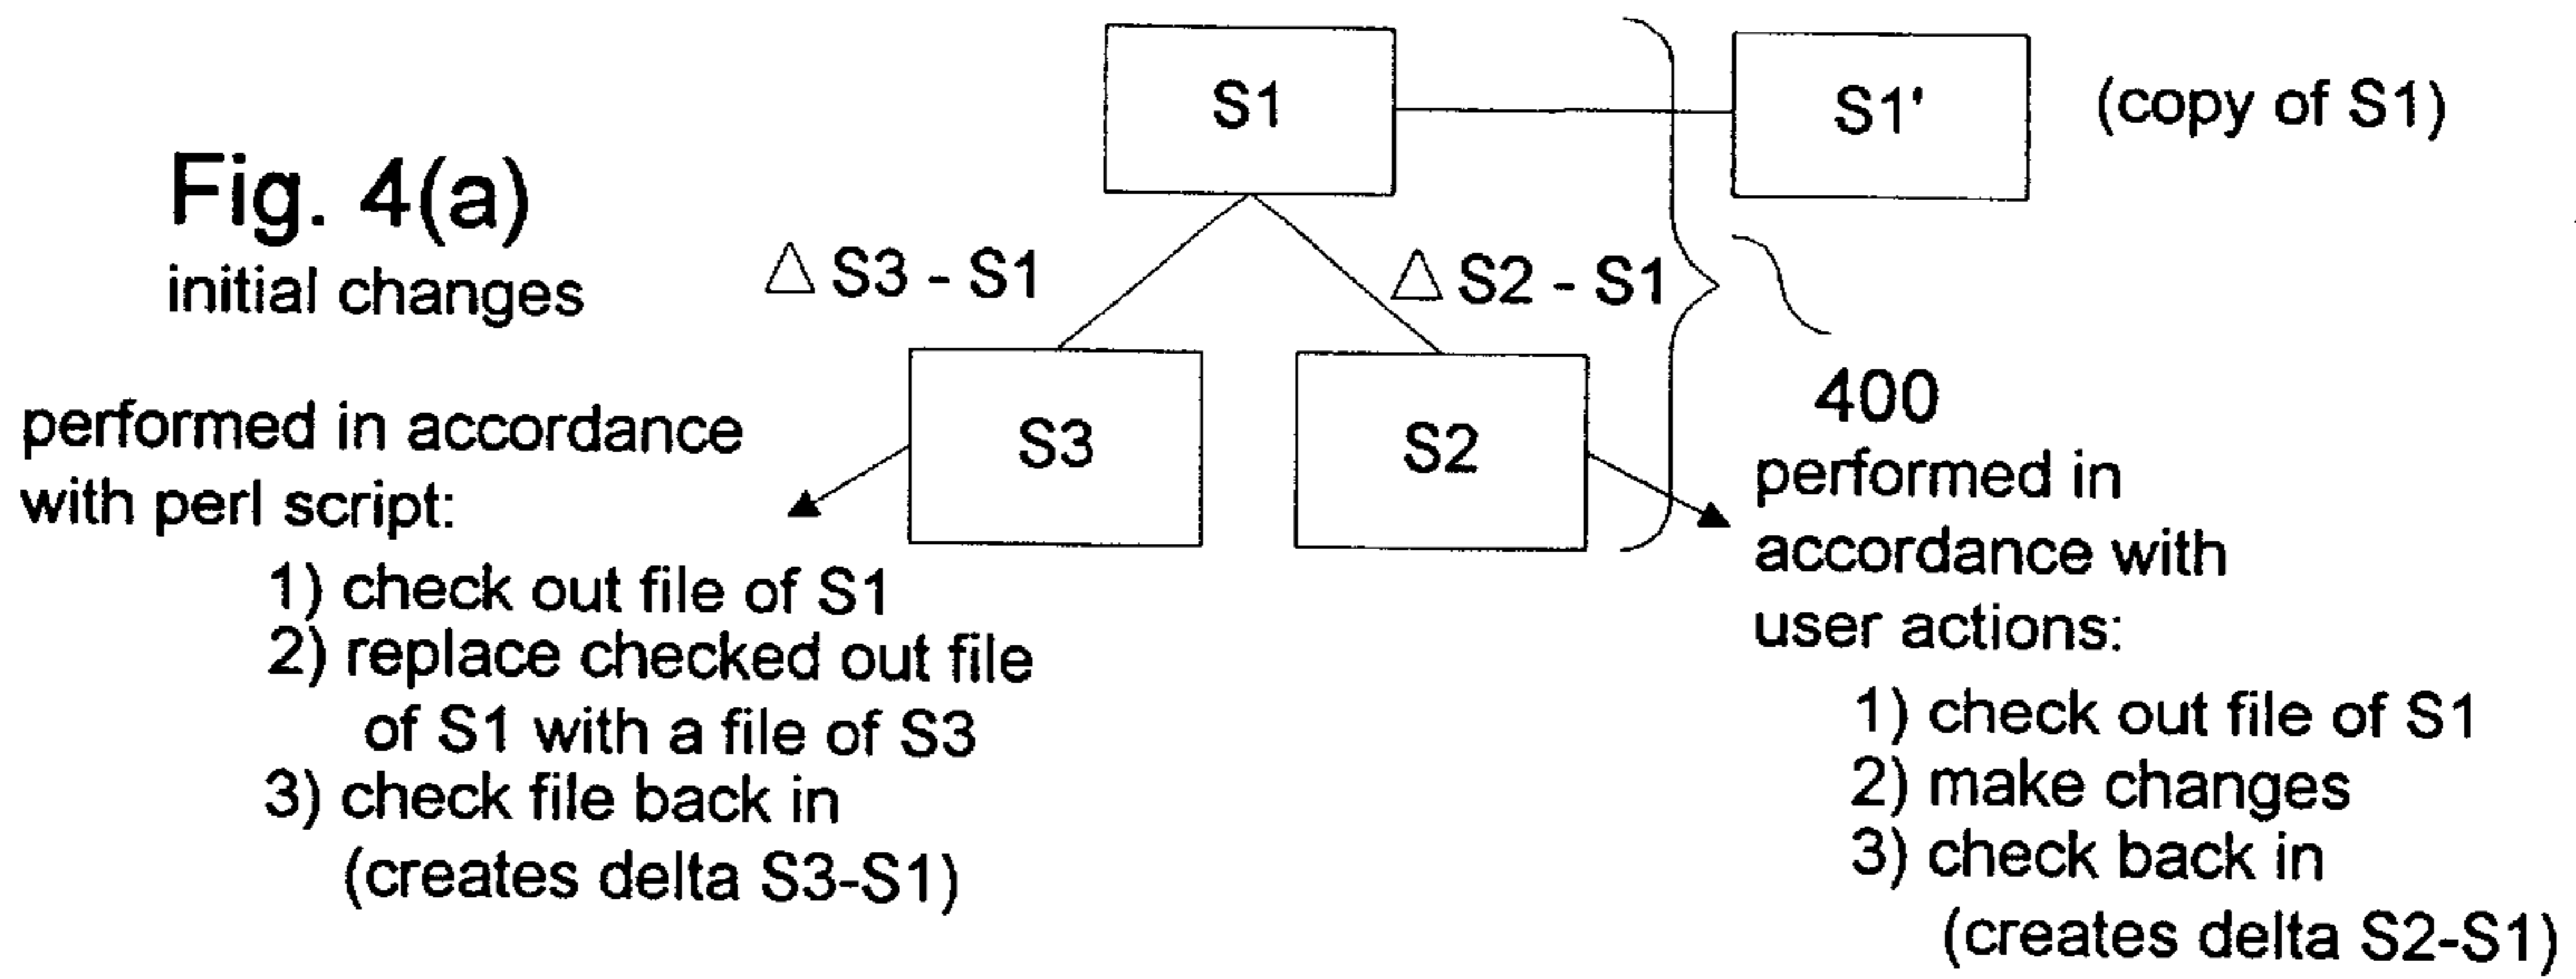 S1
S1'
(copy of S1)
Fig. 4(a)
initial changes
△ S3 - S1
△ S2 - S1
S3
S2
400
performed in accordance
with perl script:
1) check out file of S1
2) replace checked out file
of S1 with a file of S3
3) check file back in
(creates delta S3-S1)
performed in
accordance with
user actions:
1) check out file of S1
2) make changes
3) check back in
(creates delta S2-S1)